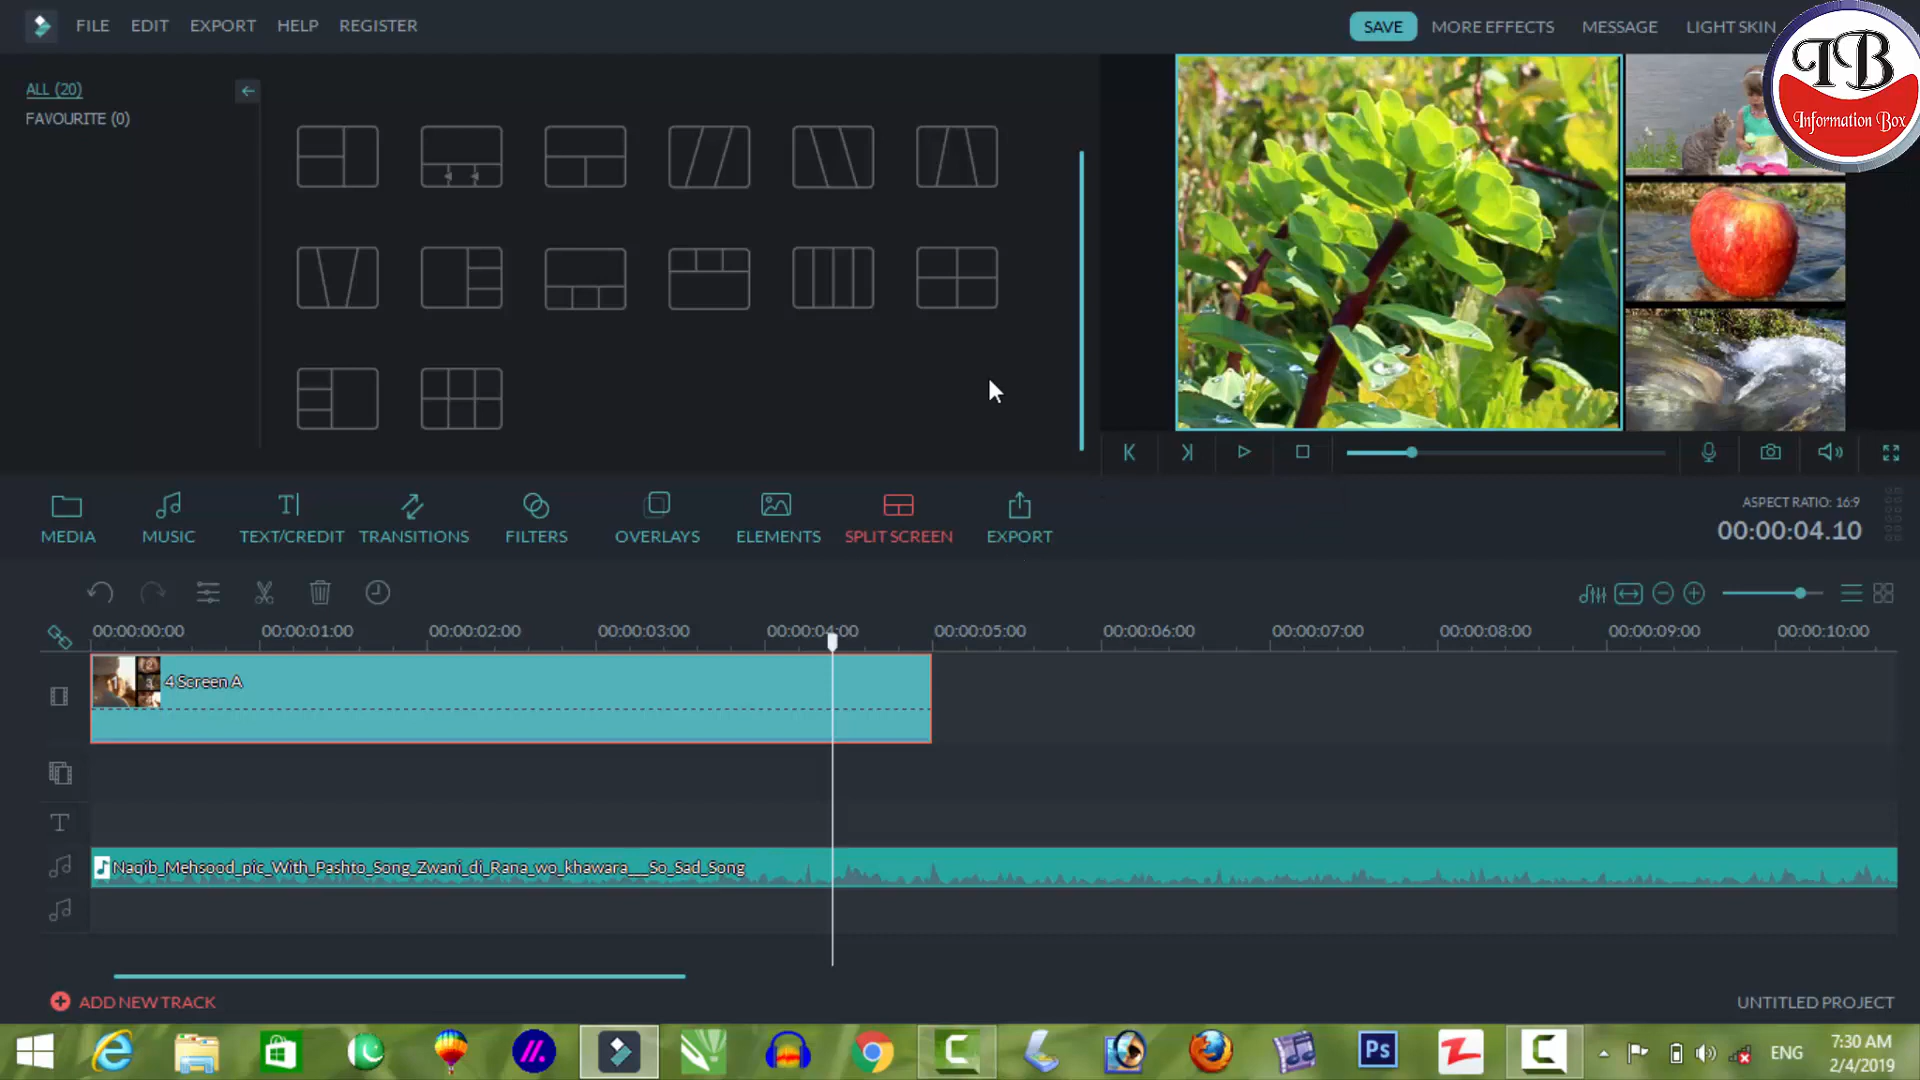 FILE EDIT EXPORT HELP REGISTER SAVE MORE EFFECTS MESSAGE LIGHT SKIN
IB
Information Box
ALL (20)
FAVOURITE (0)
MEDIA MUSIC TEXT/CREDIT TRANSITIONS FILTERS OVERLAYS ELEMENTS SPLIT SCREEN EXPORT
ASPECT RATIO: 16:9
00:00:04.10
00:00:00:00 00:00:01:00 00:00:02:00 00:00:03:00 00:00:04:00 00:00:05:00 00:00:06:00 00:00:07:00 00:00:08:00 00:00:09:00 00:00:10:00
4 Screen A
Naqib_Mehsood_pic_With_Pashto_Song_Zwani_di_Rana_wo_khawara__So_Sad_Song
ADD NEW TRACK
UNTITLED PROJECT
Ps
ENG
7:30 AM
2/4/2019